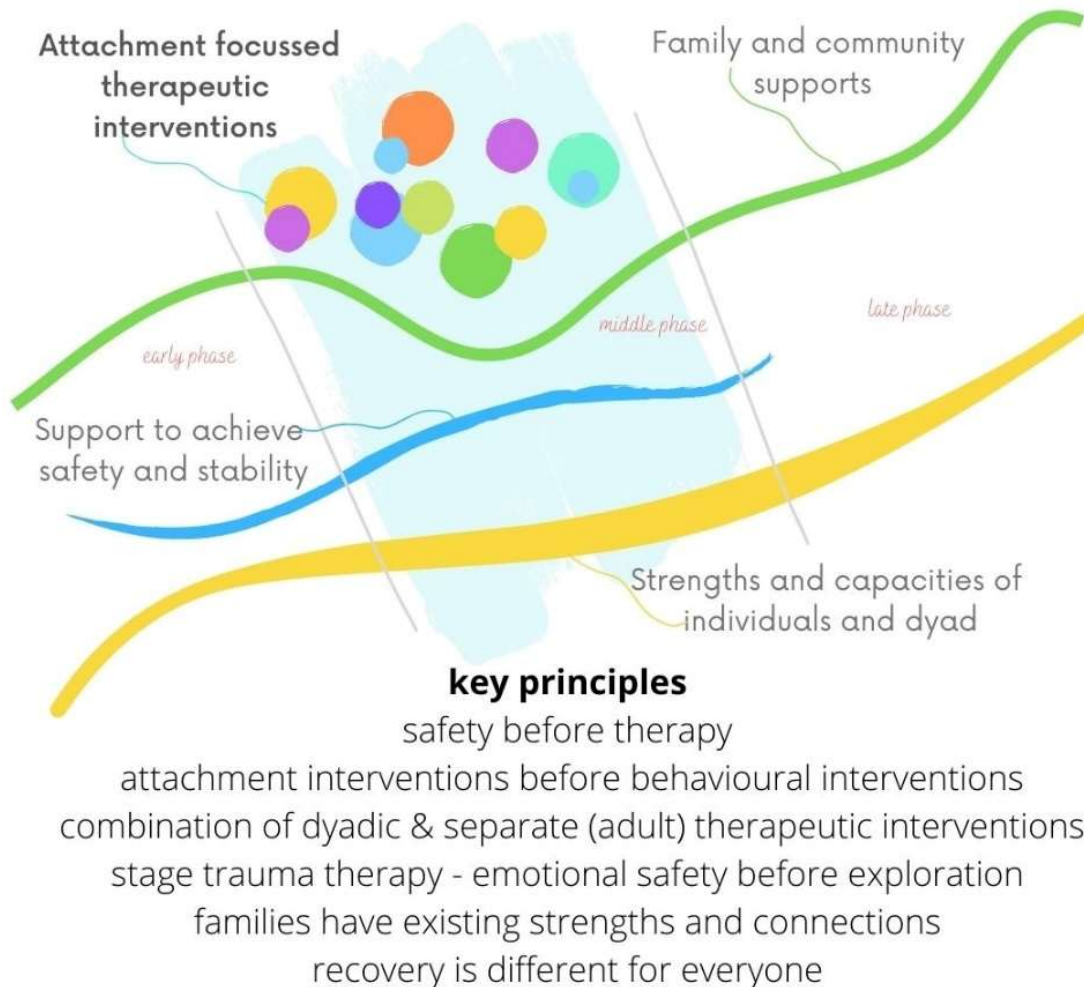 Attachment focussed
therapeutic
interventions
Family and community
supports
early phase
middle phase
late phase
Support to achieve
safety and stability
Strengths and capacities of
individuals and dyad
key principles
safety before therapy
attachment interventions before behavioural interventions
combination of dyadic & separate (adult) therapeutic interventions
stage trauma therapy - emotional safety before exploration
families have existing strengths and connections
recovery is different for everyone